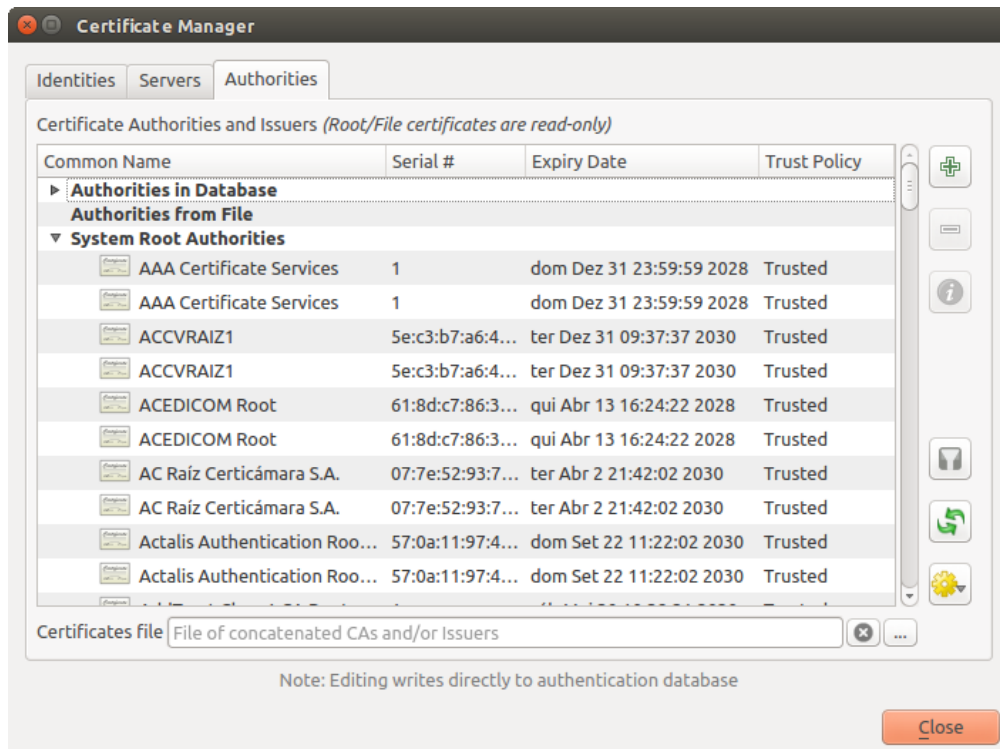 Certificate Manager
Identities Servers Authorities
Certificate Authorities and Issuers (Root/File certificates are read-only)
Common Name Serial # Expiry Date Trust Policy
Authorities in Database
Authorities from File
System Root Authorities
AAA Certificate Services 1 dom Dez 31 23:59:59 2028 Trusted
AAA Certificate Services 1 dom Dez 31 23:59:59 2028 Trusted
ACCVRAIZ1 5e:c3:b7:a6:4... ter Dez 31 09:37:37 2030 Trusted
ACCVRAIZ1 5e:c3:b7:a6:4... ter Dez 31 09:37:37 2030 Trusted
ACEDICOM Root 61:8d:c7:86:3... qui Abr 13 16:24:22 2028 Trusted
ACEDICOM Root 61:8d:c7:86:3... qui Abr 13 16:24:22 2028 Trusted
AC Raíz Certicámara S.A. 07:7e:52:93:7... ter Abr 2 21:42:02 2030 Trusted
AC Raíz Certicámara S.A. 07:7e:52:93:7... ter Abr 2 21:42:02 2030 Trusted
Actalis Authentication Roo... 57:0a:11:97:4... dom Set 22 11:22:02 2030 Trusted
Actalis Authentication Roo... 57:0a:11:97:4... dom Set 22 11:22:02 2030 Trusted
Certificates file File of concatenated CAs and/or Issuers ...
Note: Editing writes directly to authentication database
Close